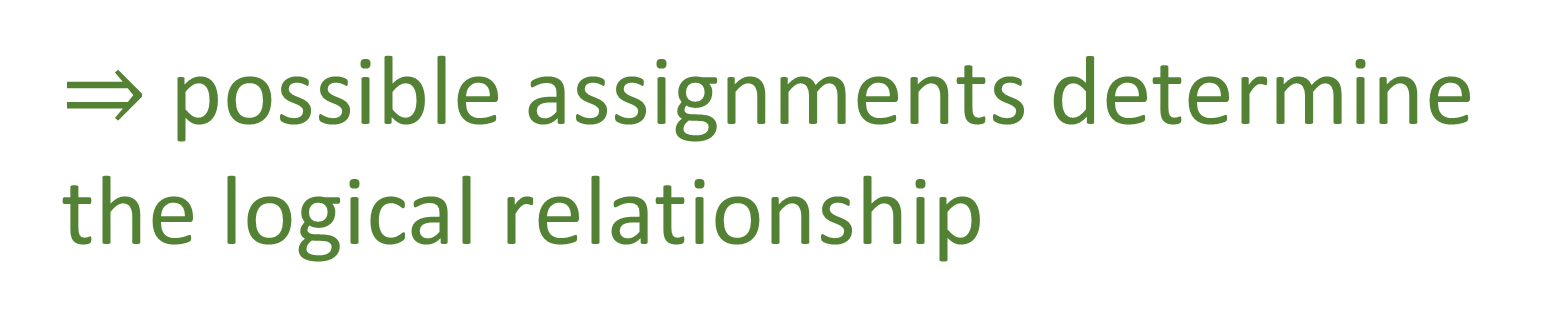 ⇒ possible assignments determine
the logical relationship